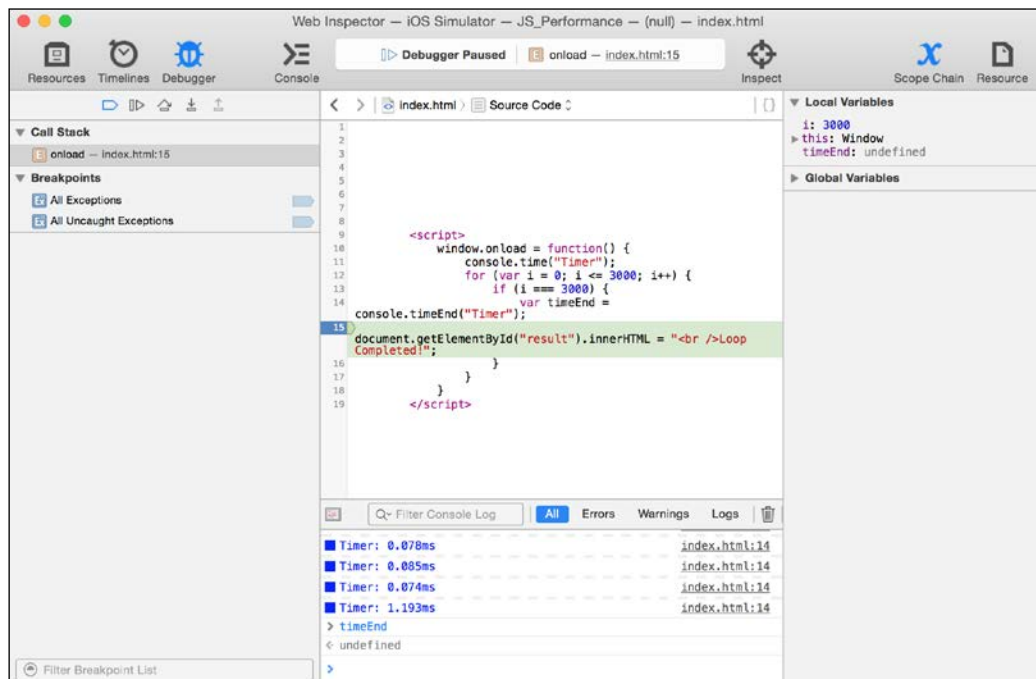 Web Inspector — iOS Simulator — JS_Performance — (null) — index.html
Resources Timelines Debugger Console
Debugger Paused onload — index.html:15
Inspect Scope Chain Resource
Call Stack
E onload — index.html:15
Breakpoints
Ex All Exceptions
Ex All Uncaught Exceptions
Filter Breakpoint List
< > index.html > Source Code {}
1
2
3
4
5
6
7
8
9 <script>
10 window.onload = function() {
11 console.time("Timer");
12 for (var i = 0; i <= 3000; i++) {
13 if (i === 3000) {
14 var timeEnd =
console.timeEnd("Timer");
15
document.getElementById("result").innerHTML = "<br />Loop
Completed!";
16 }
17 }
18 }
19 </script>
Filter Console Log All Errors Warnings Logs
Timer: 0.078ms index.html:14
Timer: 0.085ms index.html:14
Timer: 0.074ms index.html:14
Timer: 1.193ms index.html:14
> timeEnd
< undefined
>
Local Variables
i: 3000
this: Window
timeEnd: undefined
Global Variables